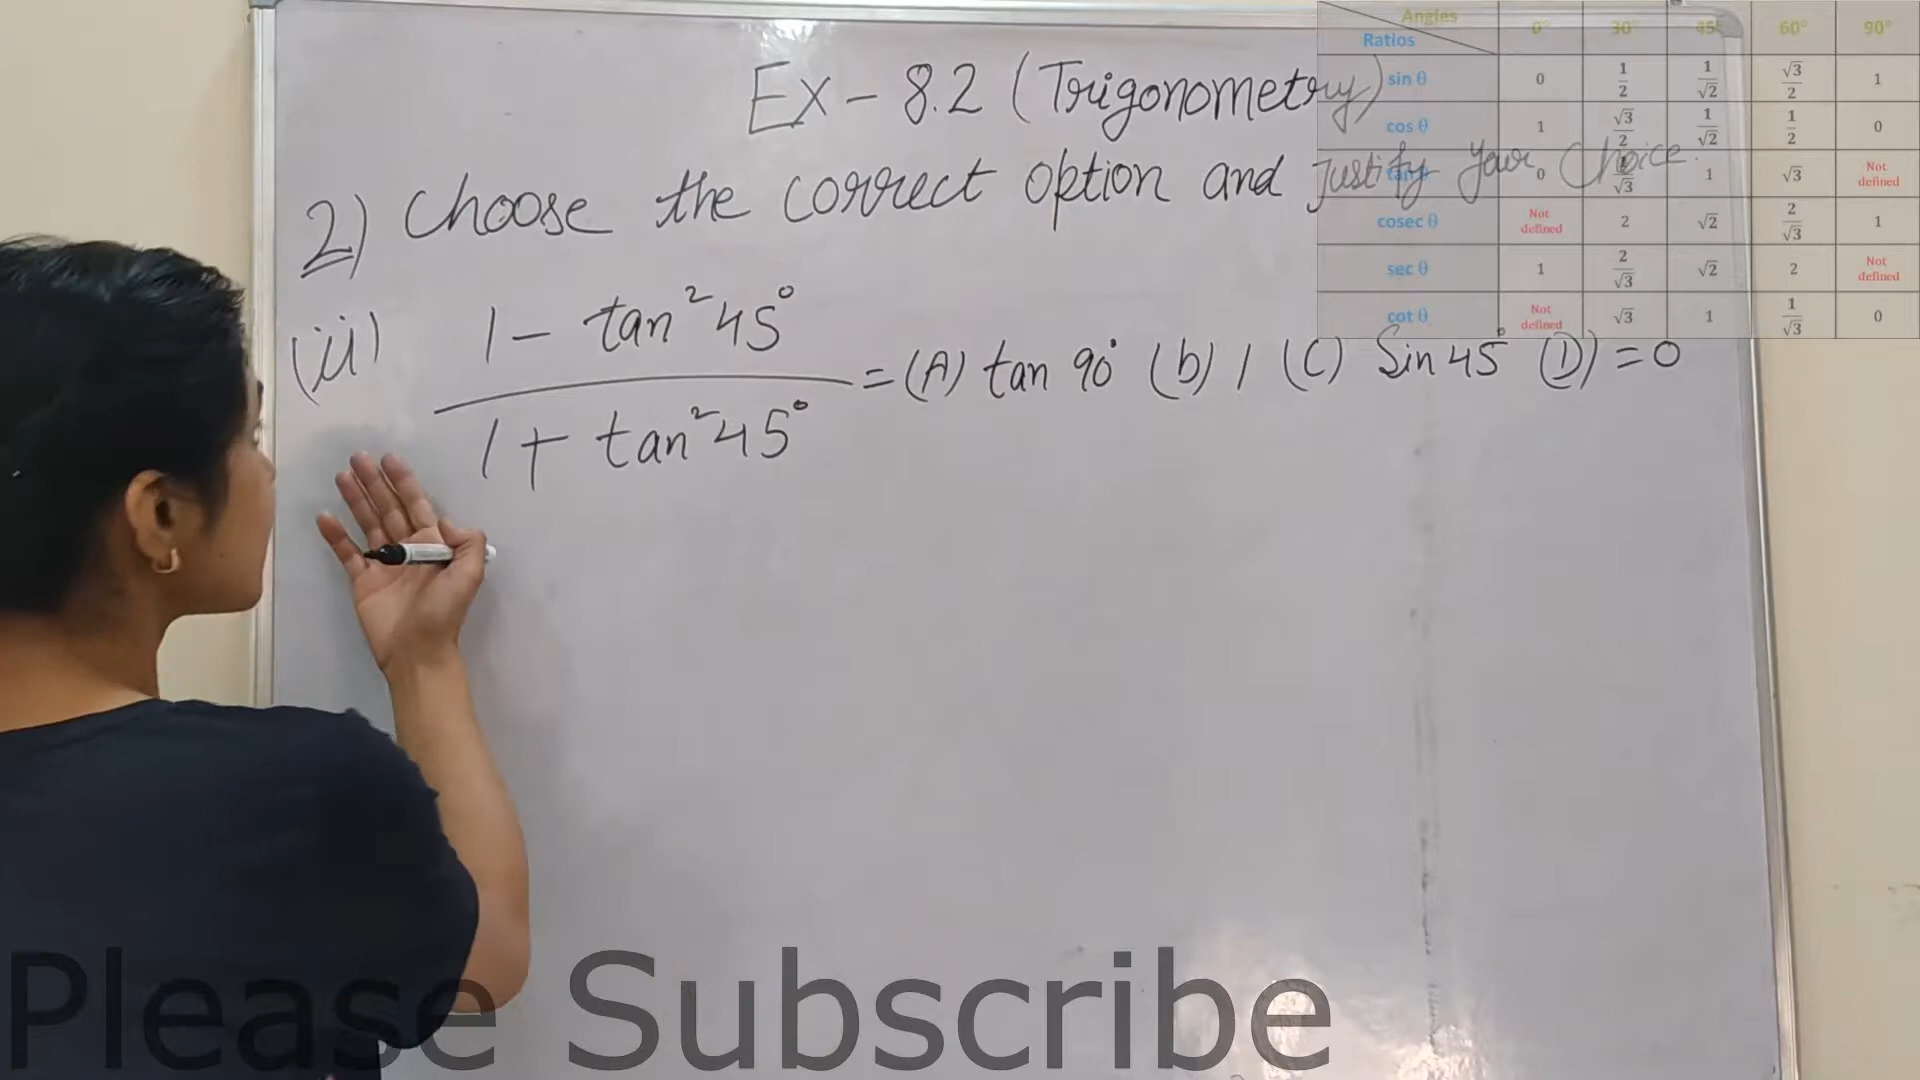 Ex - 8.2 (Trigonometry)
2) Choose the correct option and justify your choice.
(ii) 1 - tan²45°
1 + tan²45°
= (A) tan 90° (b) 1 (C) Sin 45° (D) = 0
Angles 0° 30° 45° 60° 90°
Ratios
sin θ 0 1/2 1/√2 √3/2 1
cos θ 1 √3/2 1/√2 1/2 0
tan θ 0 1/√3 1 √3 Not defined
cosec θ Not defined 2 √2 2/√3 1
sec θ 1 2/√3 √2 2 Not defined
cot θ Not defined √3 1 1/√3 0
Please Subscribe